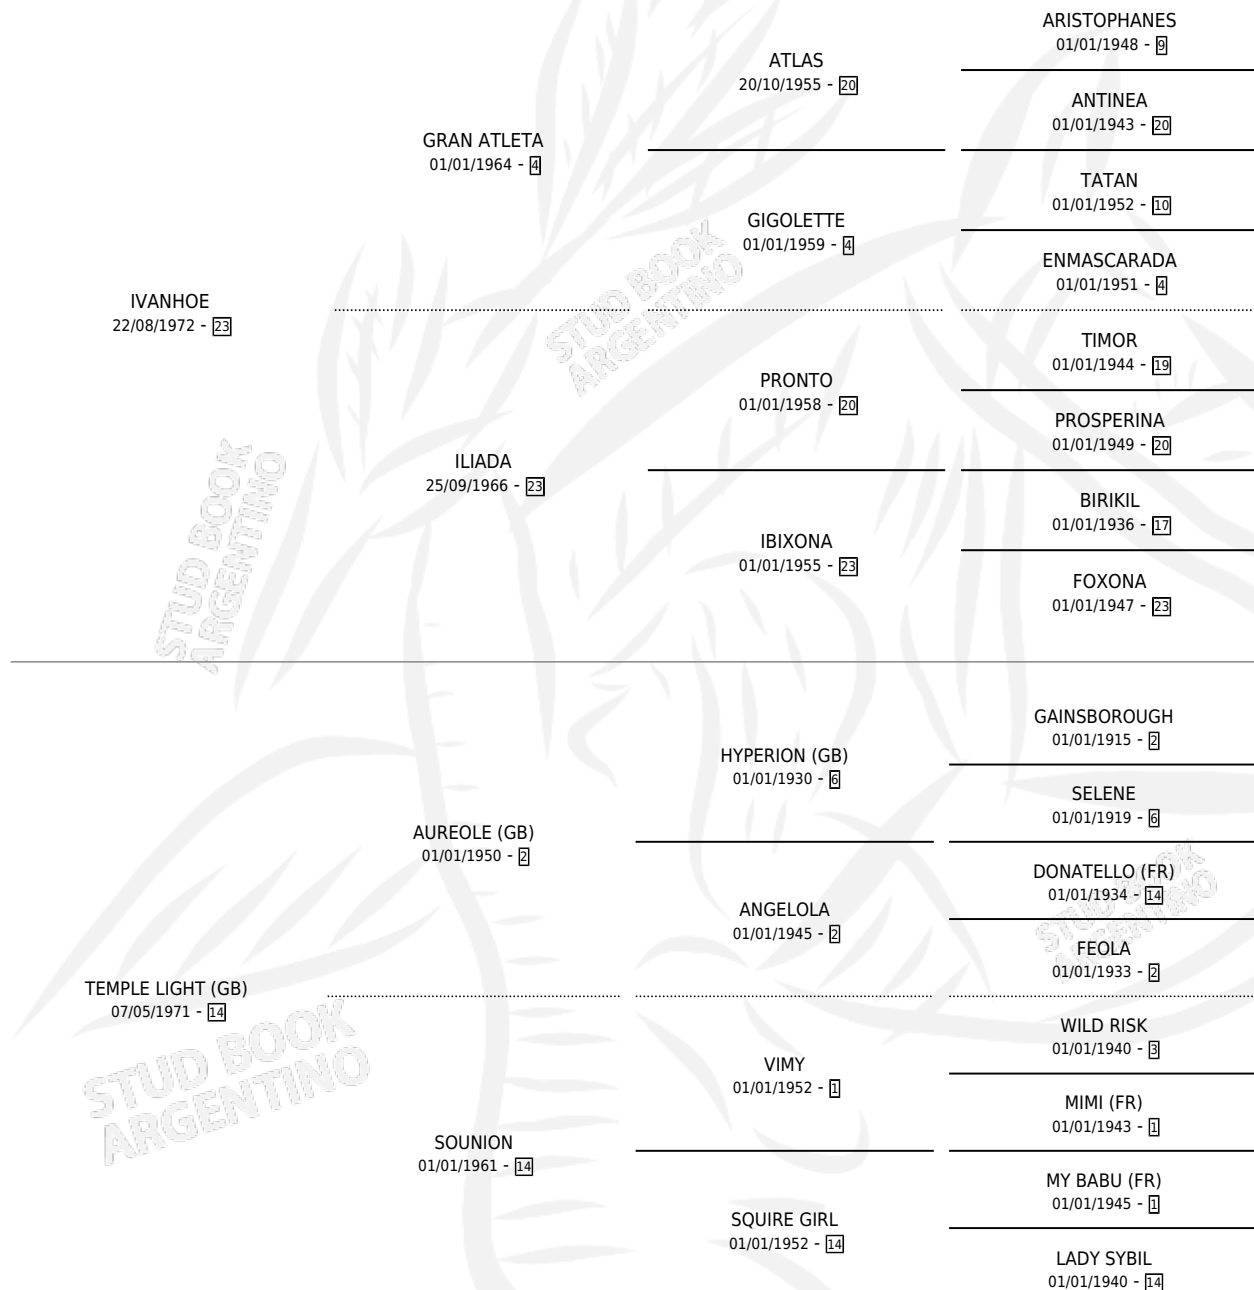 ARISTOPHANES
01/01/1948 - 9
ATLAS
20/10/1955 - 20
ANTINEA
01/01/1943 - 20
GRAN ATLETA
01/01/1964 - 4
TATAN
01/01/1952 - 10
GIGOLETTE
01/01/1959 - 4
ENMASCARADA
01/01/1951 - 4
IVANHOE
22/08/1972 - 23
STUD BOOK
ARGENTINO
TIMOR
01/01/1944 - 19
PRONTO
01/01/1958 - 20
PROSPERINA
01/01/1949 - 20
ILIADA
25/09/1966 - 23
BIRIKIL
01/01/1936 - 17
IBIXONA
01/01/1955 - 23
FOXONA
01/01/1947 - 23
STUD BOOK
ARGENTINO
GAINSBOROUGH
01/01/1915 - 2
HYPERION (GB)
01/01/1930 - 6
SELENE
01/01/1919 - 6
AUREOLE (GB)
01/01/1950 - 2
DONATELLO (FR)
01/01/1934 - 14
ANGELOLA
01/01/1945 - 2
STUD BOOK
ARGENTINO
FEOLA
01/01/1933 - 2
TEMPLE LIGHT (GB)
07/05/1971 - 14
WILD RISK
01/01/1940 - 3
VIMY
01/01/1952 - 1
STUD BOOK
ARGENTINO
MIMI (FR)
01/01/1943 - 1
SOUNION
01/01/1961 - 14
MY BABU (FR)
01/01/1945 - 1
SQUIRE GIRL
01/01/1952 - 14
LADY SYBIL
01/01/1940 - 14